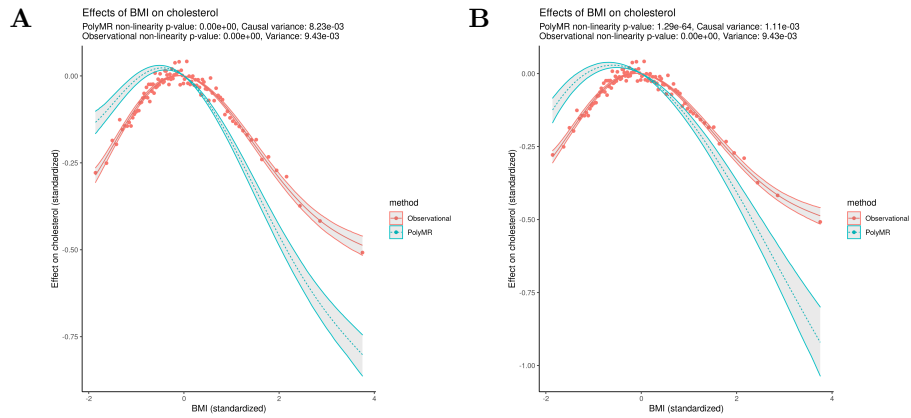 A
Effects of BMI on cholesterol
PolyMR non-linearity p-value: 0.00e+00, Causal variance: 8.23e-03
Observational non-linearity p-value: 0.00e+00, Variance: 9.43e-03
0.00
-0.25
-0.50
-0.75
Effect on cholesterol (standardized)
-2
0
2
4
BMI (standardized)
method
Observational
PolyMR
B
Effects of BMI on cholesterol
PolyMR non-linearity p-value: 1.29e-64, Causal variance: 1.11e-03
Observational non-linearity p-value: 0.00e+00, Variance: 9.43e-03
0.00
-0.25
-0.50
-0.75
-1.00
Effect on cholesterol (standardized)
-2
0
2
4
BMI (standardized)
method
Observational
PolyMR